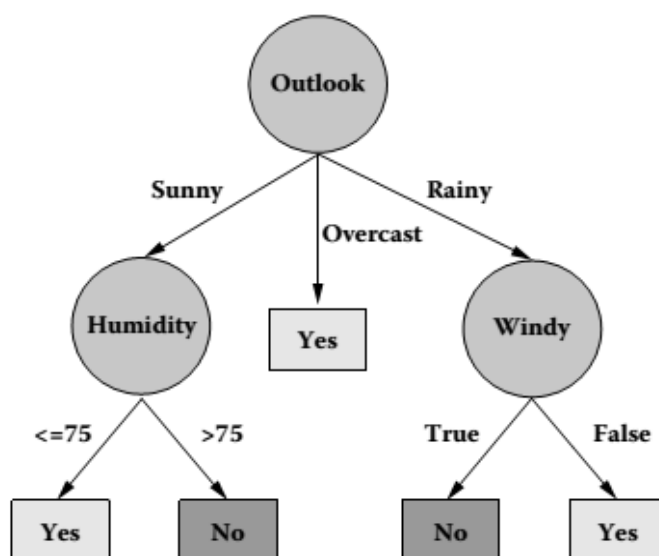 Outlook
Sunny
Rainy
Overcast
Humidity
Yes
Windy
<=75
>75
True
False
Yes
No
No
Yes